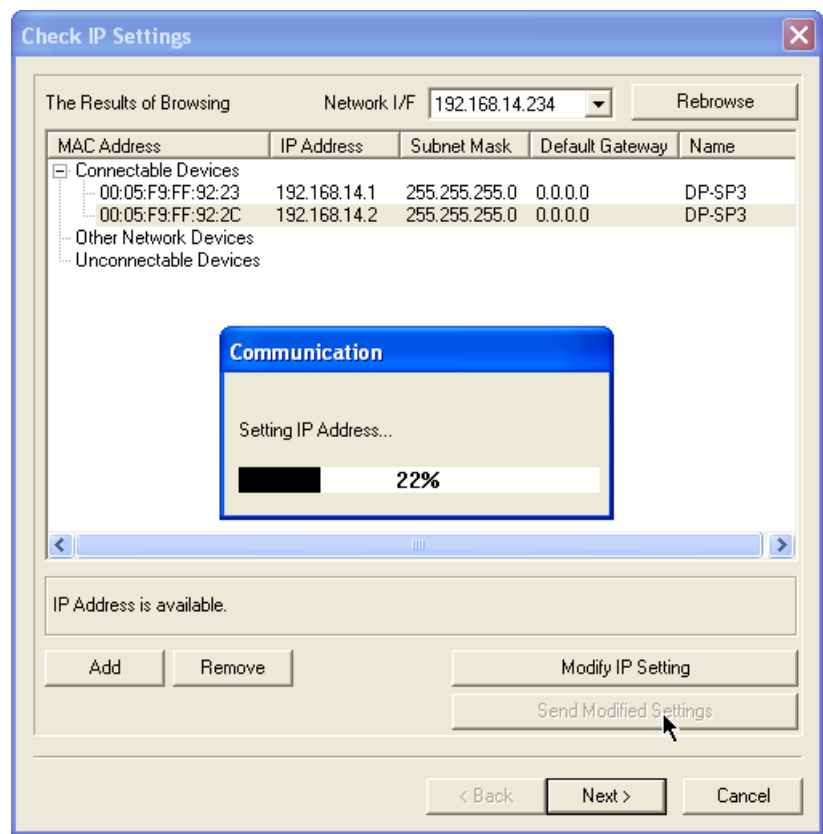 Check IP Settings
The Results of Browsing Network I/F 192.168.14.234 Rebrowse
MAC Address IP Address Subnet Mask Default Gateway Name
Connectable Devices
00:05:F9:FF:92:23 192.168.14.1 255.255.255.0 0.0.0.0 DP-SP3
00:05:F9:FF:92:2C 192.168.14.2 255.255.255.0 0.0.0.0 DP-SP3
Other Network Devices
Unconnectable Devices
Communication
Setting IP Address...
22%
IP Address is available.
Add Remove Modify IP Setting
Send Modified Settings
< Back Next > Cancel